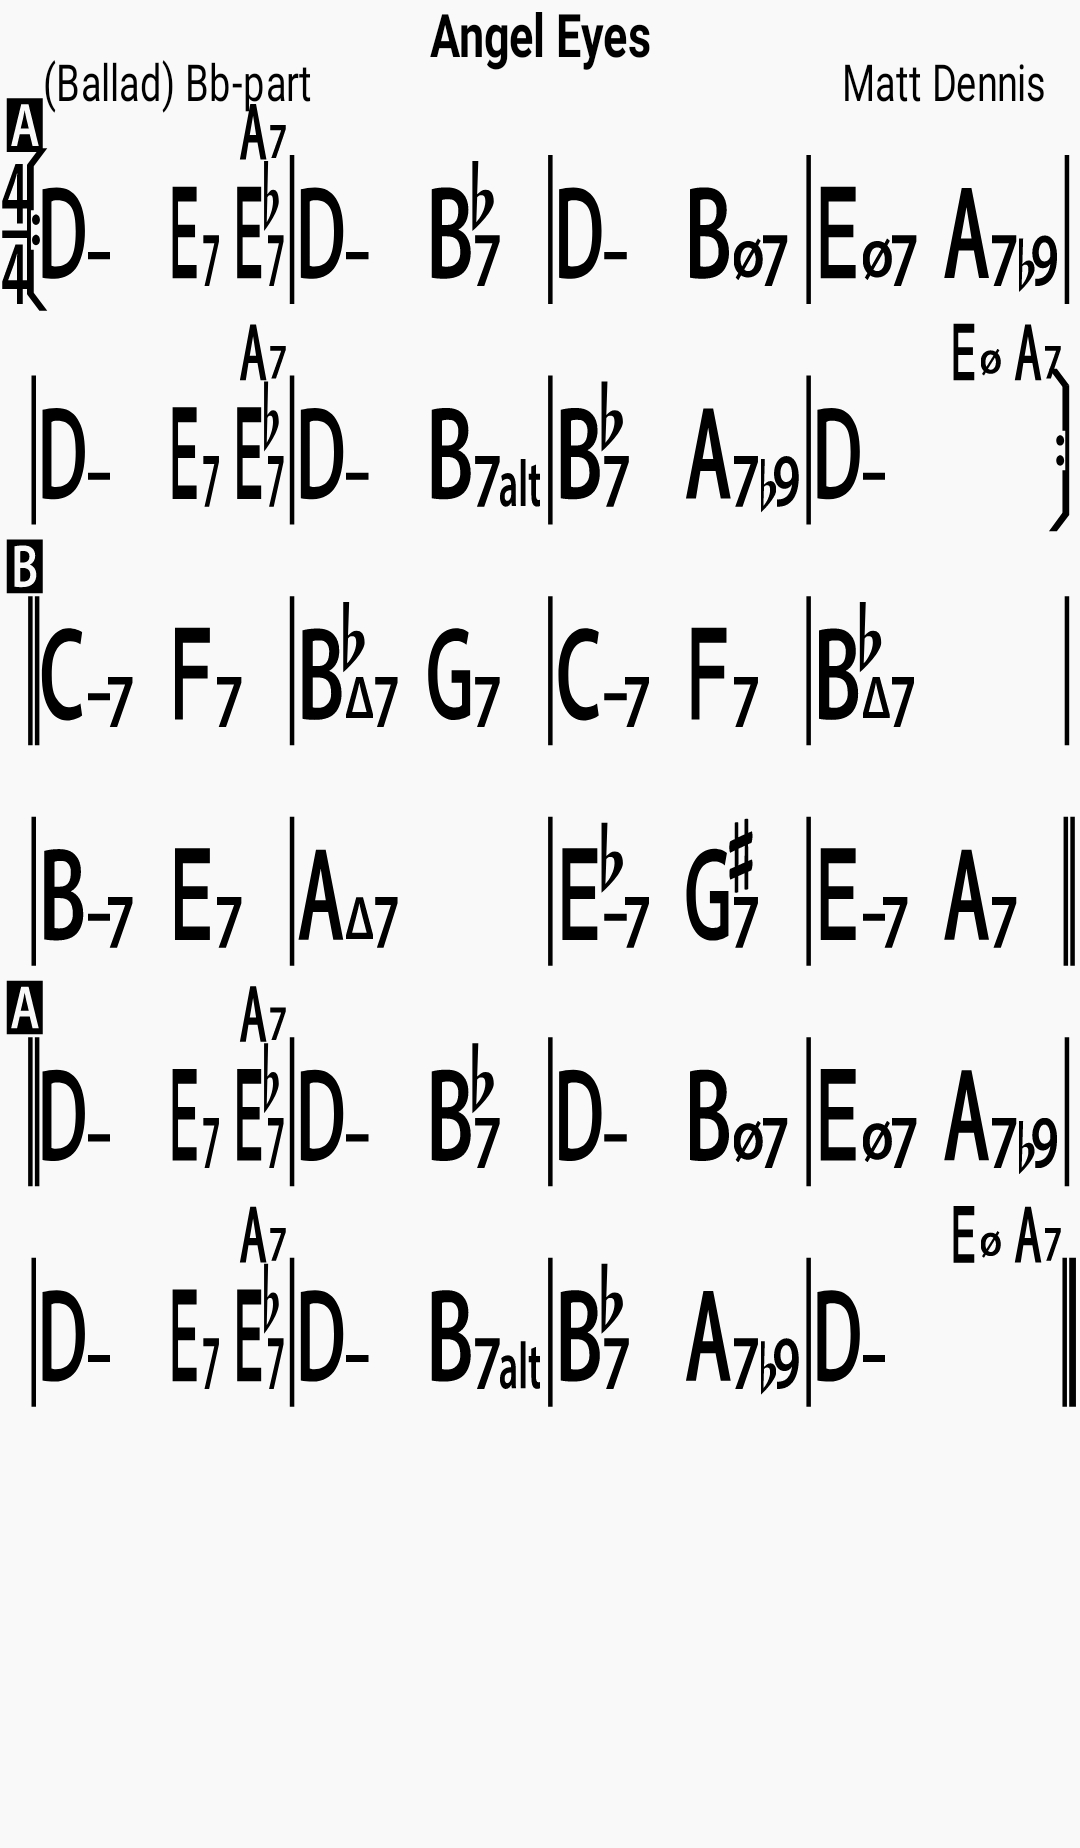 Angel Eyes
(Ballad) Bb-part Matt Dennis
A
A7
4/4 D– E7 E♭7 | D– B♭7 | D– Bø7 | Eø7 A7♭9 |
A7 Eø A7
D– E7 E♭7 | D– B7alt | B♭7 A7♭9 | D–
B
C–7 F7 | B♭Δ7 G7 | C–7 F7 | B♭Δ7 |
B–7 E7 | AΔ7 | E♭–7 G♯7 | E–7 A7
A
A7
D– E7 E♭7 | D– B♭7 | D– Bø7 | Eø7 A7♭9 |
A7 Eø A7
D– E7 E♭7 | D– B7alt | B♭7 A7♭9 | D–